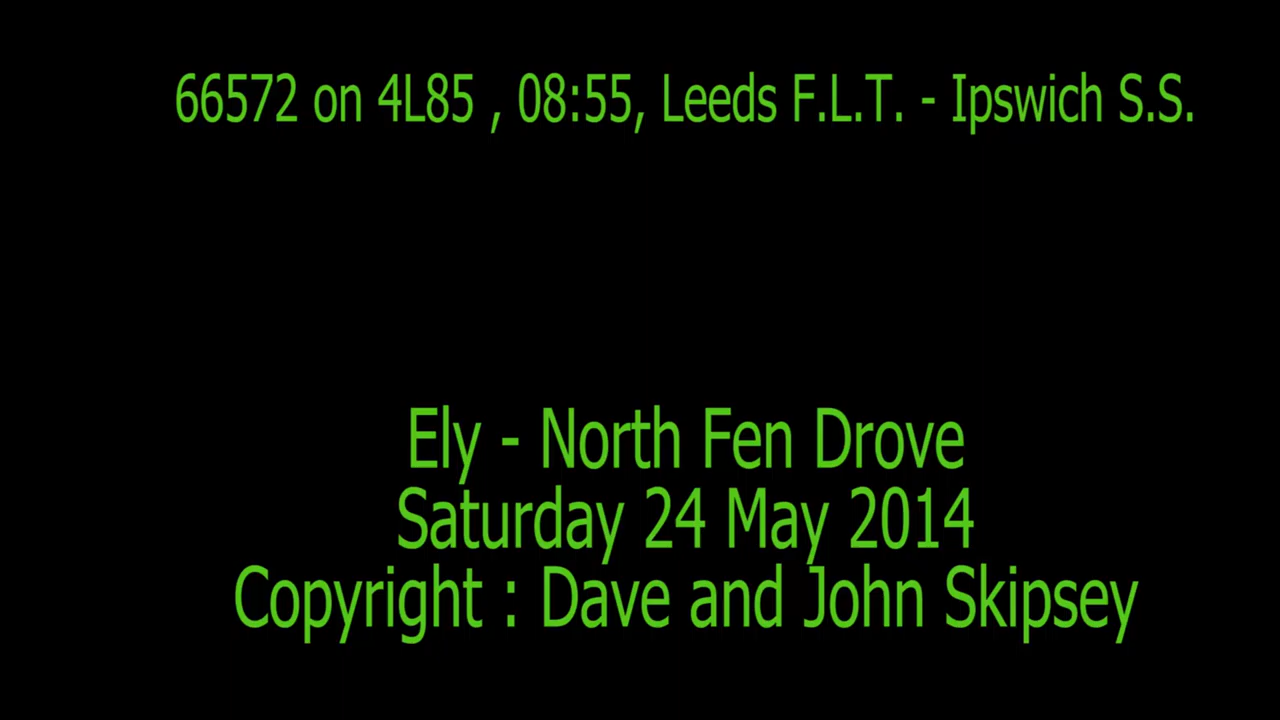 66572 on 4L85 , 08:55, Leeds F.L.T. - Ipswich S.S.
Ely - North Fen Drove
Saturday 24 May 2014
Copyright : Dave and John Skipsey